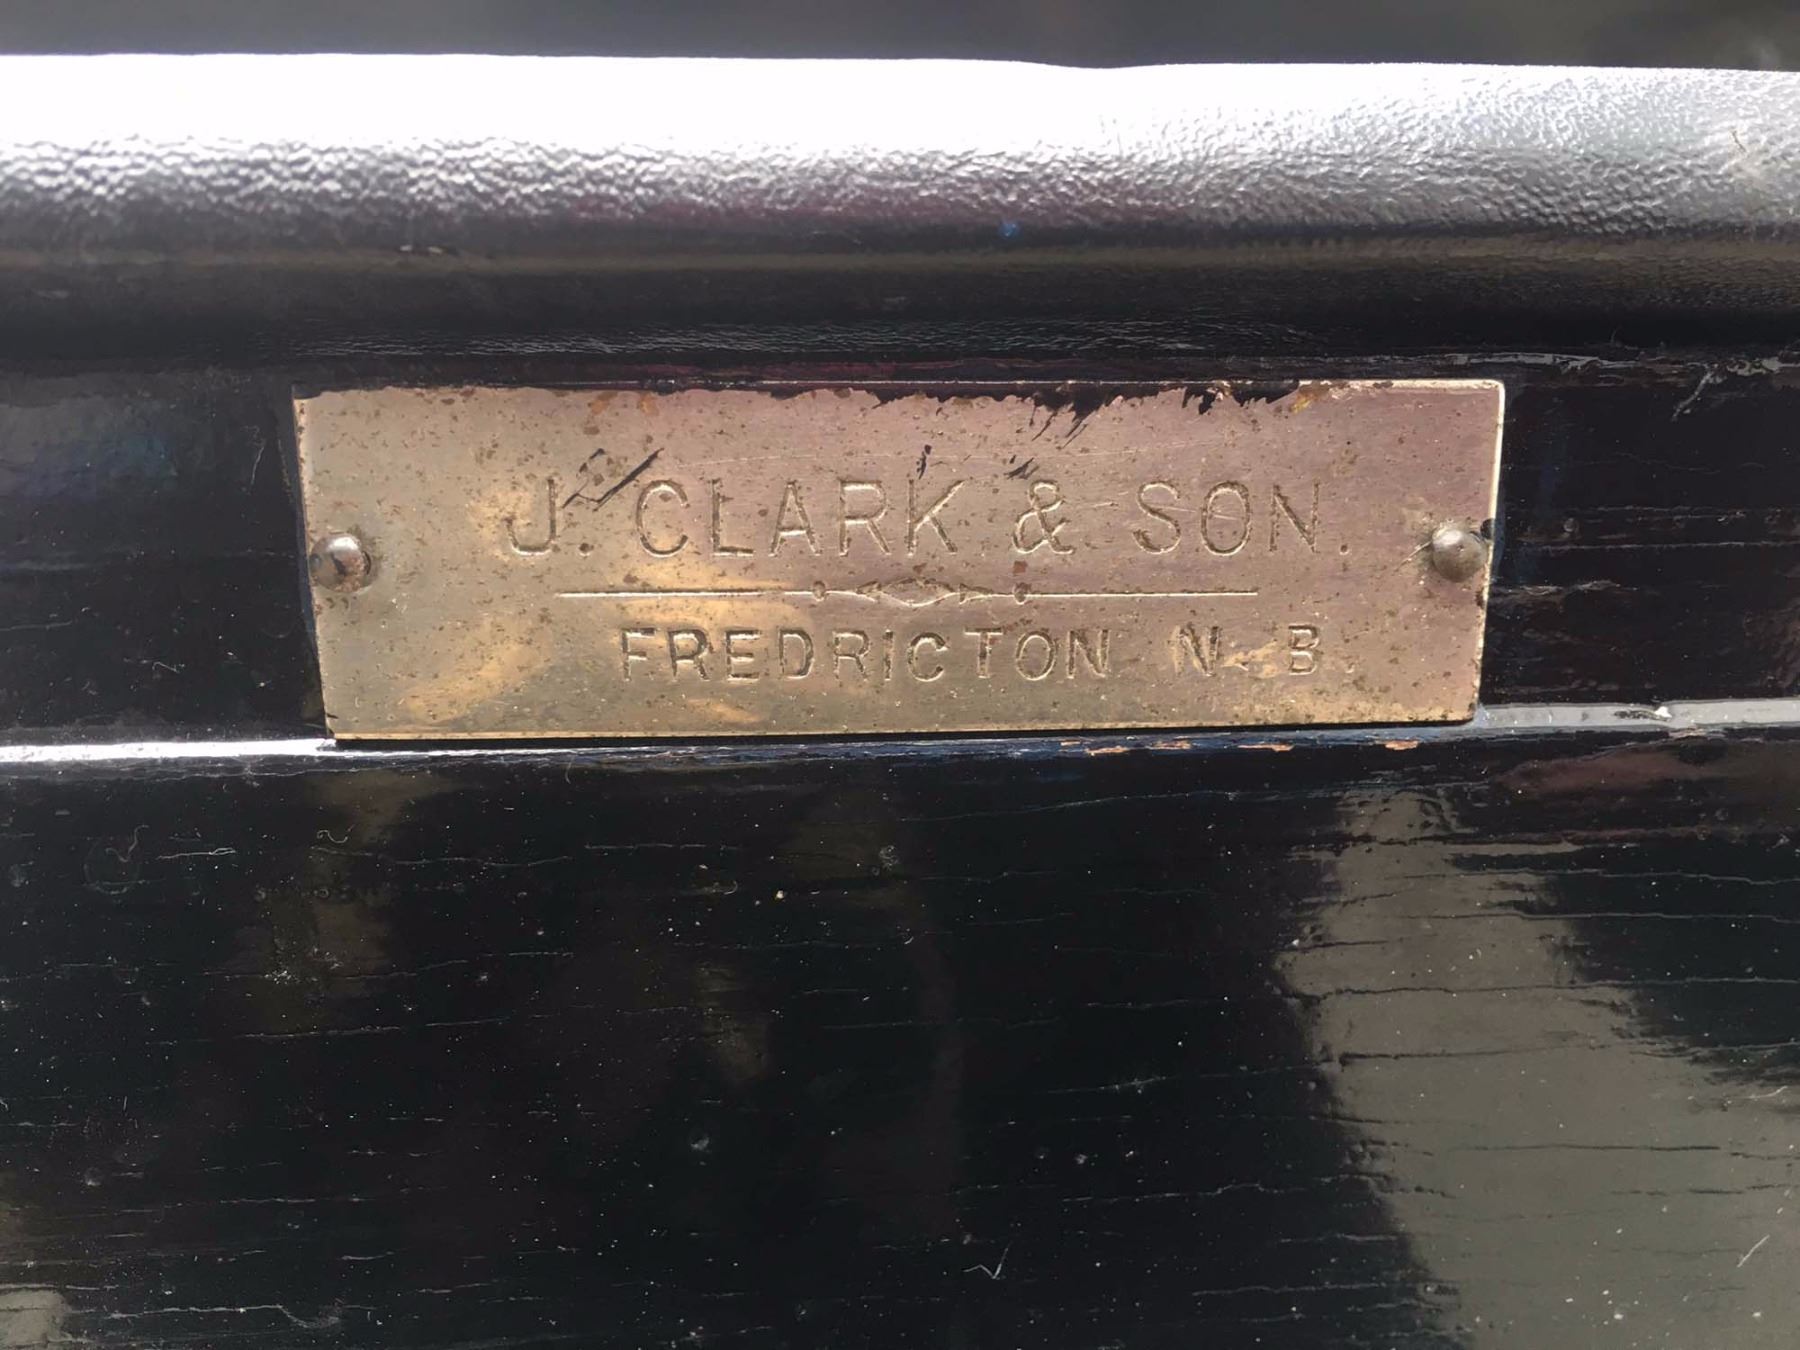 J. CLARK & SON.
FREDRICTON N. B.